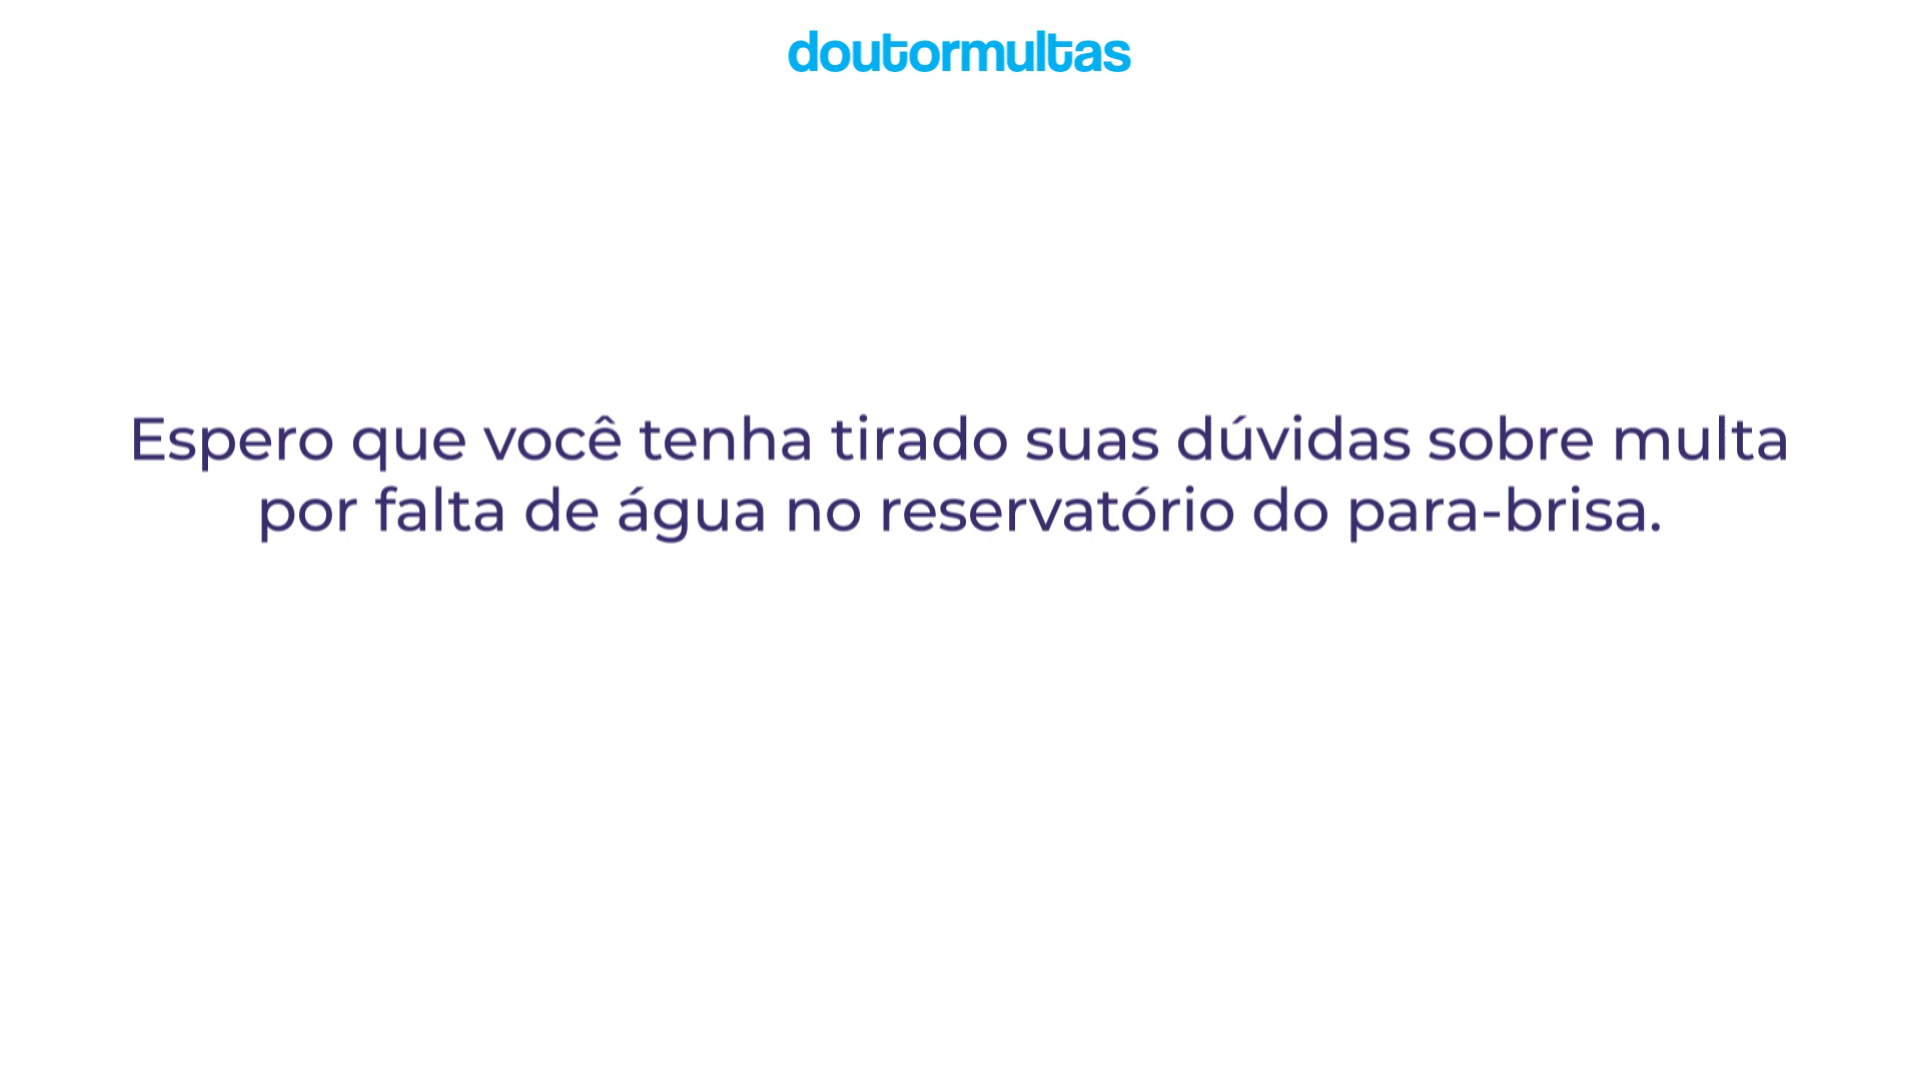 doutormultas
Espero que você tenha tirado suas dúvidas sobre multa
por falta de água no reservatório do para-brisa.